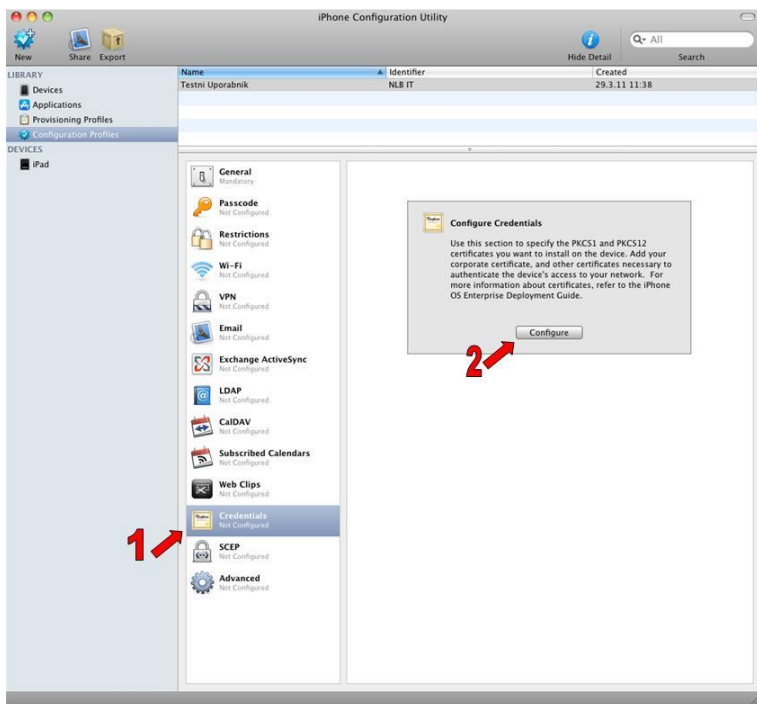 iPhone Configuration Utility
New
Share
Export
Hide Detail
All
Search
LIBRARY
Devices
Applications
Provisioning Profiles
Configuration Profiles
DEVICES
iPad
Name Identifier Created
Testni Uporabnik NLB IT 29.3.11 11:38
General
Mandatory
Passcode
Not Configured
Restrictions
Not Configured
Wi-Fi
Not Configured
VPN
Not Configured
Email
Not Configured
Exchange ActiveSync
Not Configured
LDAP
Not Configured
CalDAV
Not Configured
Subscribed Calendars
Not Configured
Web Clips
Not Configured
Credentials
Not Configured
SCEP
Not Configured
Advanced
Not Configured
Configure Credentials
Use this section to specify the PKCS1 and PKCS12
certificates you want to install on the device. Add your
corporate certificate, and other certificates necessary to
authenticate the device's access to your network. For
more information about certificates, refer to the iPhone
OS Enterprise Deployment Guide.
Configure
2
1